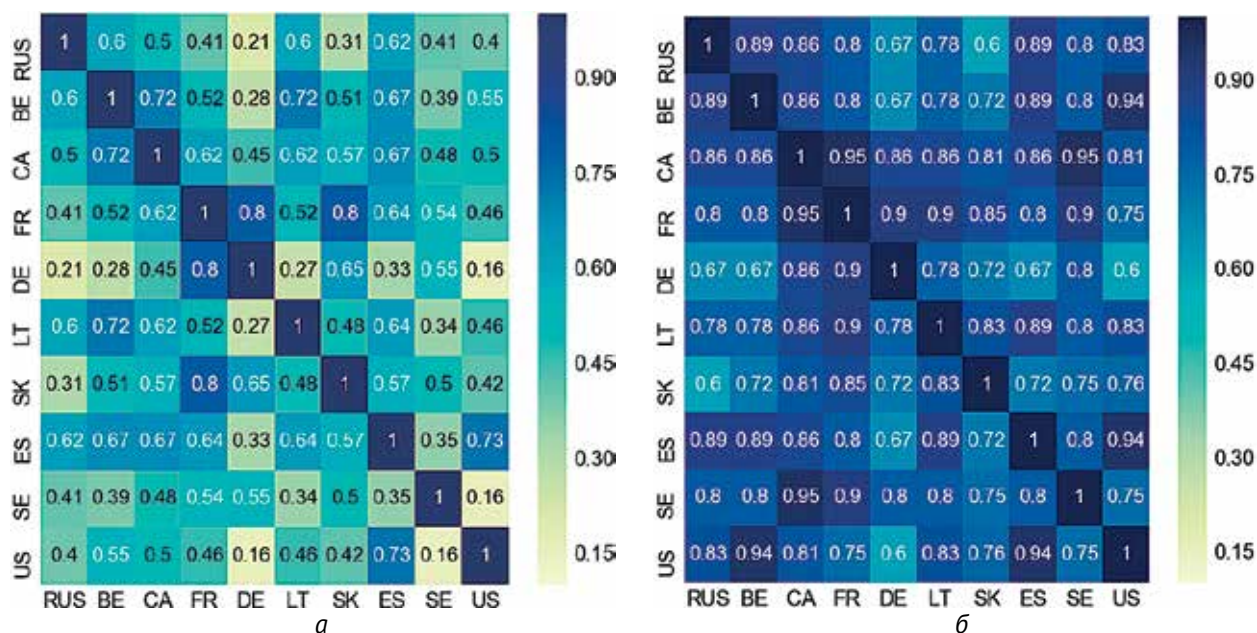 RUS 1 0.6 0.5 0.41 0.21 0.6 0.31 0.62 0.41 0.4
BE 0.6 1 0.72 0.52 0.28 0.72 0.51 0.67 0.39 0.55
CA 0.5 0.72 1 0.62 0.45 0.62 0.57 0.67 0.48 0.5
FR 0.41 0.52 0.62 1 0.8 0.52 0.8 0.64 0.54 0.46
DE 0.21 0.28 0.45 0.8 1 0.27 0.65 0.33 0.55 0.16
LT 0.6 0.72 0.62 0.52 0.27 1 0.48 0.64 0.34 0.46
SK 0.31 0.51 0.57 0.8 0.65 0.48 1 0.57 0.5 0.42
ES 0.62 0.67 0.67 0.64 0.33 0.64 0.57 1 0.35 0.73
SE 0.41 0.39 0.48 0.54 0.55 0.34 0.5 0.35 1 0.16
US 0.4 0.55 0.5 0.46 0.16 0.46 0.42 0.73 0.16 1
RUS BE CA FR DE LT SK ES SE US
0.90
0.75
0.60
0.45
0.30
0.15
а
RUS 1 0.89 0.86 0.8 0.67 0.78 0.6 0.89 0.8 0.83
BE 0.89 1 0.86 0.8 0.67 0.78 0.72 0.89 0.8 0.94
CA 0.86 0.86 1 0.95 0.86 0.86 0.81 0.86 0.95 0.81
FR 0.8 0.8 0.95 1 0.9 0.9 0.85 0.8 0.9 0.75
DE 0.67 0.67 0.86 0.9 1 0.78 0.72 0.67 0.8 0.6
LT 0.78 0.78 0.86 0.9 0.78 1 0.83 0.89 0.8 0.83
SK 0.6 0.72 0.81 0.85 0.72 0.83 1 0.72 0.75 0.76
ES 0.89 0.89 0.86 0.8 0.67 0.89 0.72 1 0.8 0.94
SE 0.8 0.8 0.95 0.9 0.8 0.8 0.75 0.8 1 0.75
US 0.83 0.94 0.81 0.75 0.6 0.83 0.76 0.94 0.75 1
RUS BE CA FR DE LT SK ES SE US
0.90
0.75
0.60
0.45
0.30
0.15
б